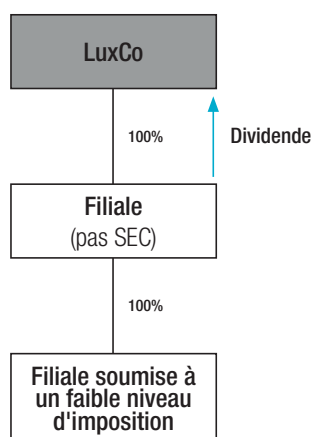 LuxCo
100%
Dividende
Filiale
(pas SEC)
100%
Filiale soumise à
un faible niveau
d'imposition